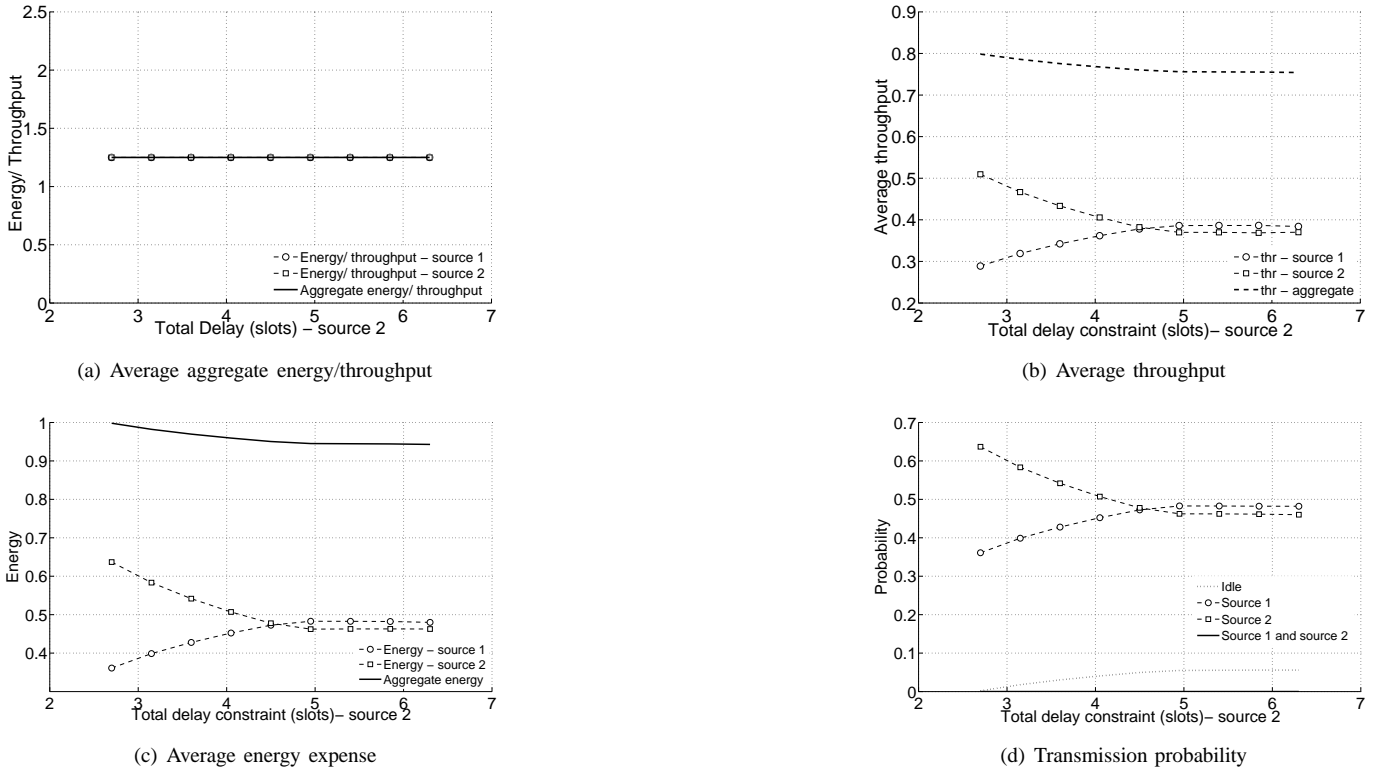 2.5
2
1.5
1
0.5
0
Energy/ Throughput
2 3 4 5 6 7
Total Delay (slots) – source 2
Energy/ throughput – source 1
Energy/ throughput – source 2
Aggregate energy/ throughput
(a) Average aggregate energy/throughput
0.9
0.8
0.7
0.6
0.5
0.4
0.3
0.2
Average throughput
2 3 4 5 6 7
Total delay constraint (slots)– source 2
thr – source 1
thr – source 2
thr – aggregate
(b) Average throughput
1
0.9
0.8
0.7
0.6
0.5
0.4
Energy
2 3 4 5 6 7
Total delay constraint (slots)– source 2
Energy – source 1
Energy – source 2
Aggregate energy
(c) Average energy expense
0.7
0.6
0.5
0.4
0.3
0.2
0.1
0
Probability
2 3 4 5 6 7
Total delay constraint (slots)– source 2
Idle
Source 1
Source 2
Source 1 and source 2
(d) Transmission probability